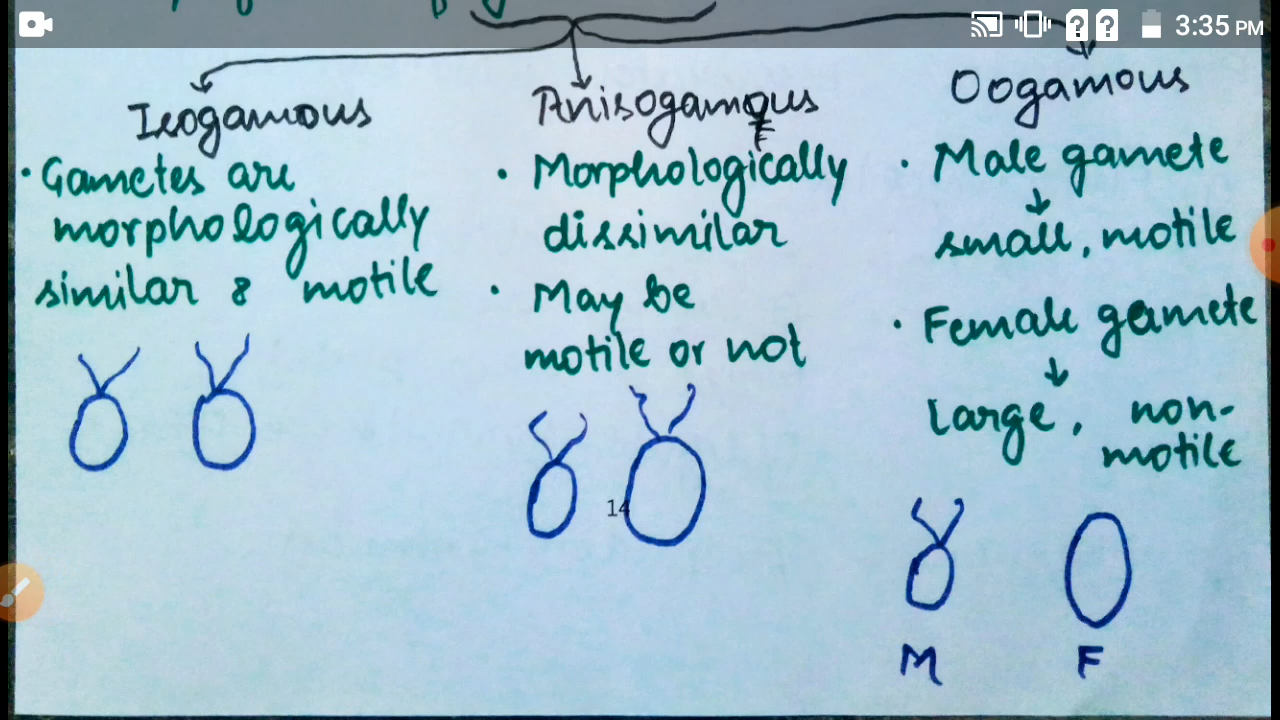 3:35 PM
Isogamous
Anisogamous
Oogamous
• Gametes are
morphologically
similar & motile
• Morphologically
dissimilar
• May be
motile or not
• Male gamete
↓
small, motile
• Female gamete
↓
large, non-
motile
14
M
F